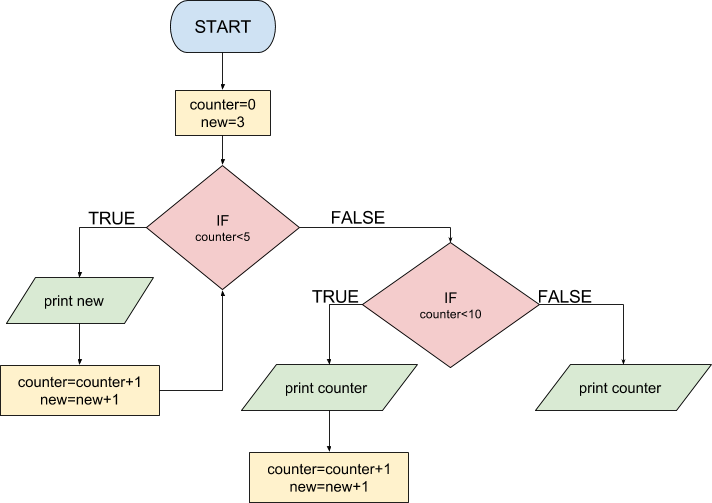 START
counter=0
new=3
IF
counter<5
TRUE
FALSE
print new
counter=counter+1
new=new+1
IF
counter<10
TRUE
FALSE
print counter
print counter
counter=counter+1
new=new+1